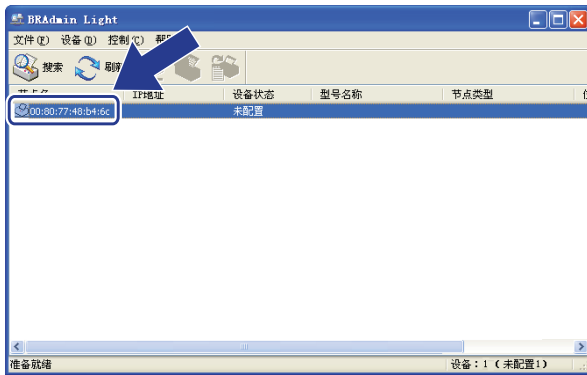 BRAdmin Light
文件(F) 设备(D) 控制(C)
搜索
IP地址 设备状态 型号名称 节点类型
00:80:77:48:b4:6c 未配置
准备就绪 设备：1 ( 未配置1)